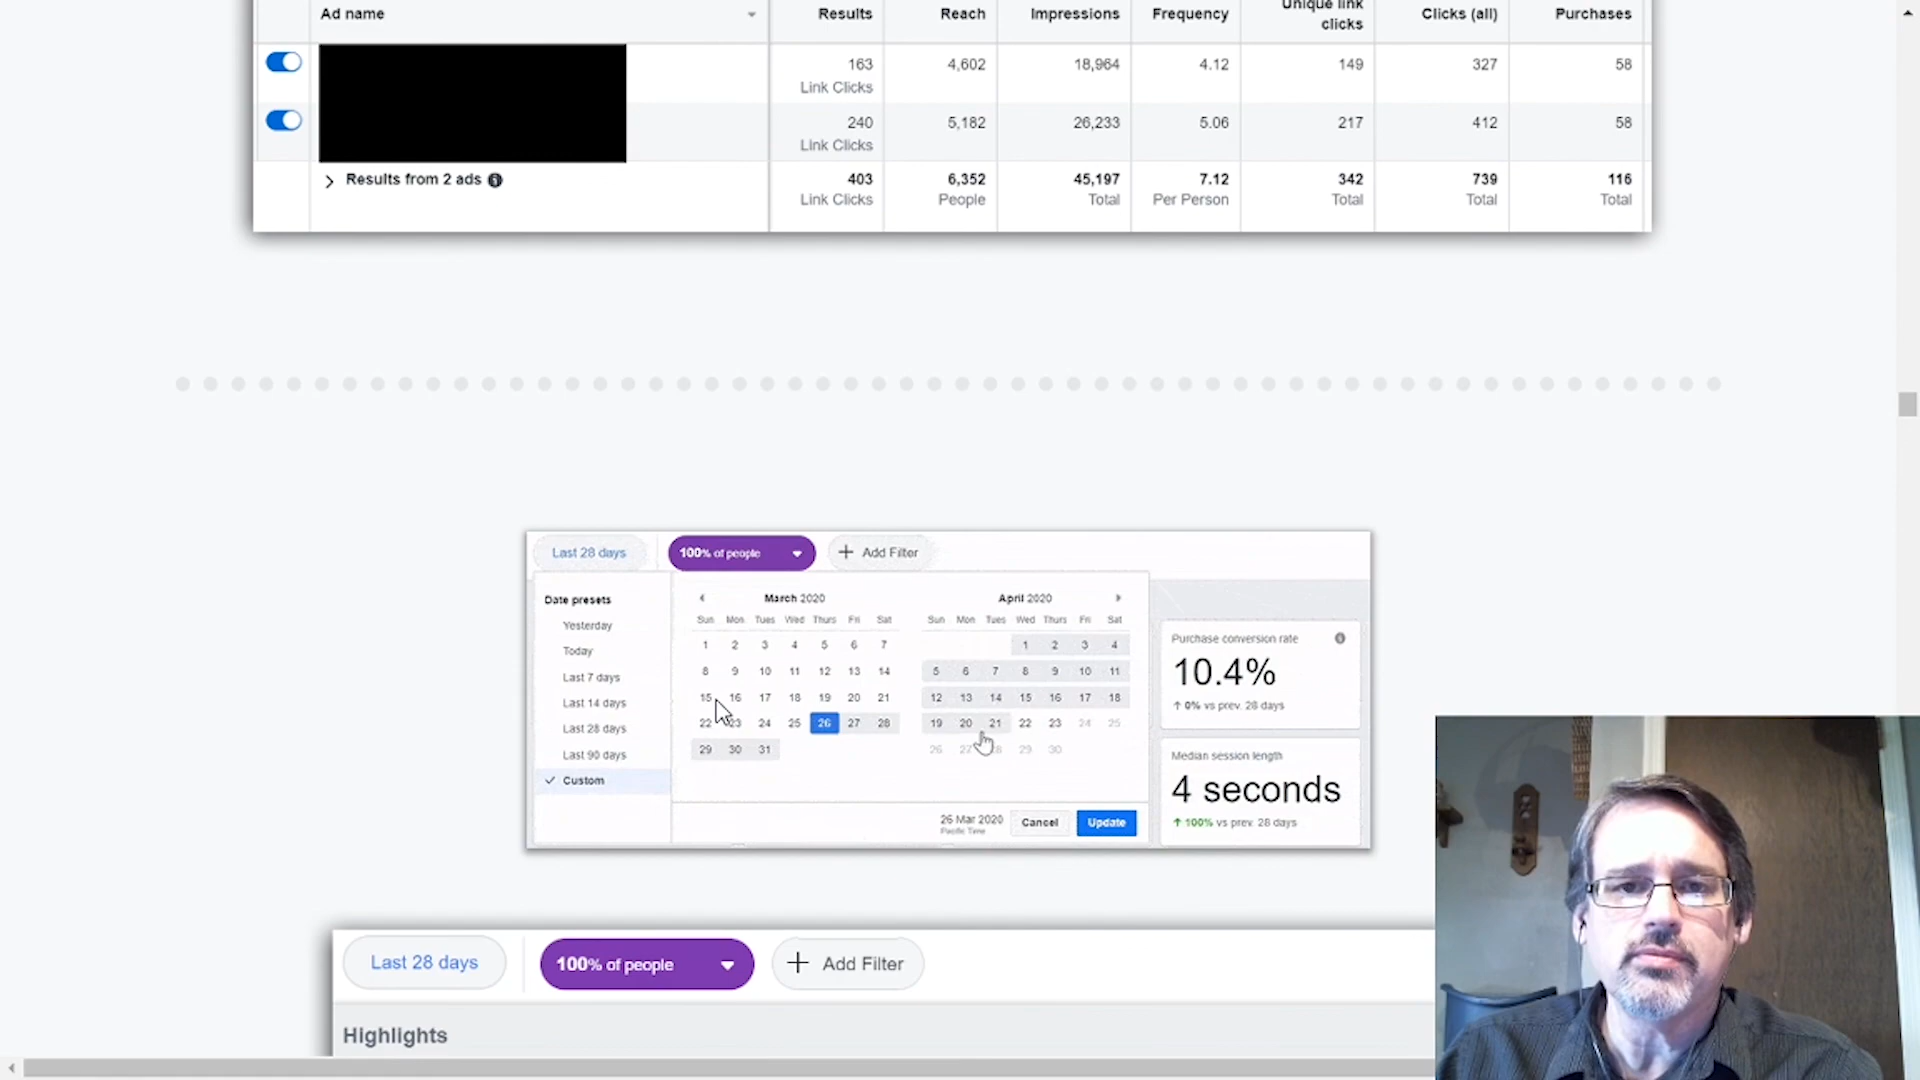 Ad name Results Reach Impressions Frequency Unique link clicks Clicks (all) Purchases
163 4,602 18,964 4.12 149 327 58
Link Clicks
240 5,182 26,233 5.06 217 412 58
Link Clicks
Results from 2 ads 403 6,352 45,197 7.12 342 739 116
Link Clicks People Total Per Person Total Total Total
Last 28 days 100% of people + Add Filter
Date presets
Yesterday
Today
Last 7 days
Last 14 days
Last 28 days
Last 90 days
Custom
March 2020
Sun Mon Tues Wed Thurs Fri Sat
1 2 3 4 5 6 7
8 9 10 11 12 13 14
15 16 17 18 19 20 21
22 23 24 25 26 27 28
29 30 31
April 2020
Sun Mon Tues Wed Thurs Fri Sat
1 2 3 4
5 6 7 8 9 10 11
12 13 14 15 16 17 18
19 20 21 22 23 24 25
26 27 28 29 30
26 Mar 2020 Cancel Update
Pacific Time
Purchase conversion rate
10.4%
↑ 0% vs prev. 28 days
Median session length
4 seconds
↑ 100% vs prev. 28 days
Last 28 days 100% of people + Add Filter
Highlights